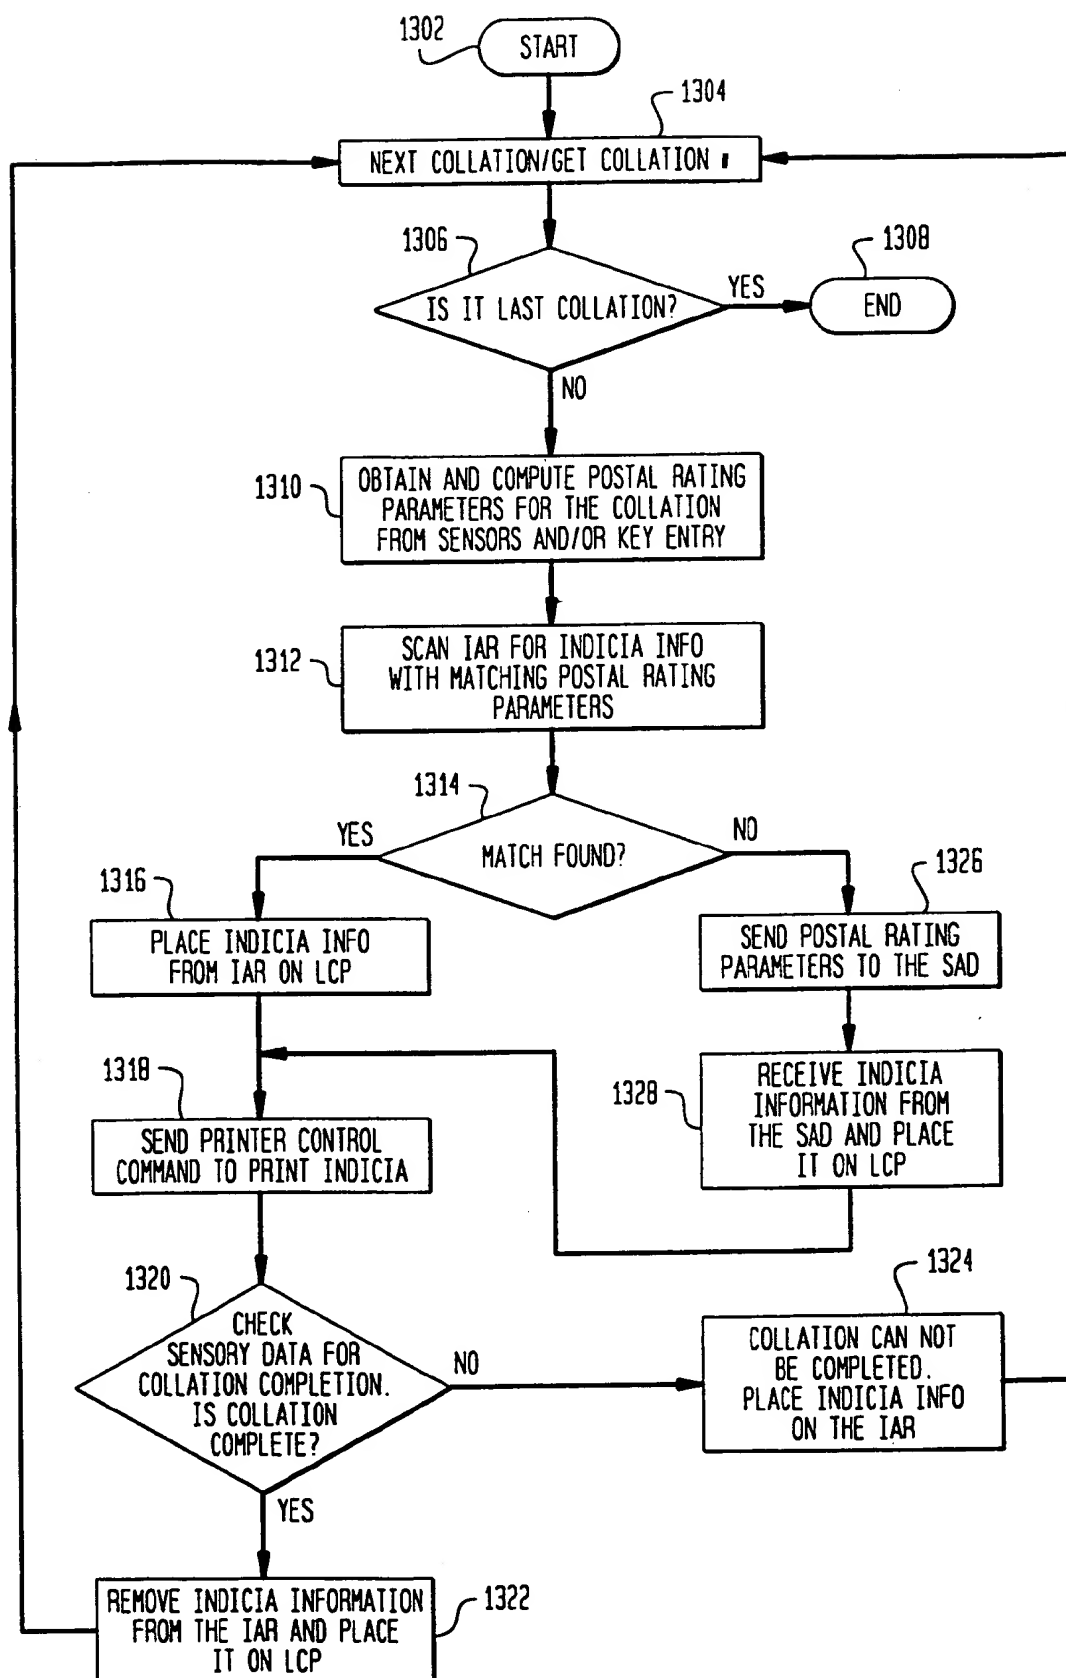 1302
START
1304
NEXT COLLATION/GET COLLATION #
1306
IS IT LAST COLLATION?
YES
1308
END
NO
1310
OBTAIN AND COMPUTE POSTAL RATING
PARAMETERS FOR THE COLLATION
FROM SENSORS AND/OR KEY ENTRY
1312
SCAN IAR FOR INDICIA INFO
WITH MATCHING POSTAL RATING
PARAMETERS
1314
YES
MATCH FOUND?
NO
1316
PLACE INDICIA INFO
FROM IAR ON LCP
1326
SEND POSTAL RATING
PARAMETERS TO THE SAD
1318
SEND PRINTER CONTROL
COMMAND TO PRINT INDICIA
1328
RECEIVE INDICIA
INFORMATION FROM
THE SAD AND PLACE
IT ON LCP
1320
CHECK
SENSORY DATA FOR
COLLATION COMPLETION.
IS COLLATION
COMPLETE?
NO
1324
COLLATION CAN NOT
BE COMPLETED.
PLACE INDICIA INFO
ON THE IAR
YES
1322
REMOVE INDICIA INFORMATION
FROM THE IAR AND PLACE
IT ON LCP